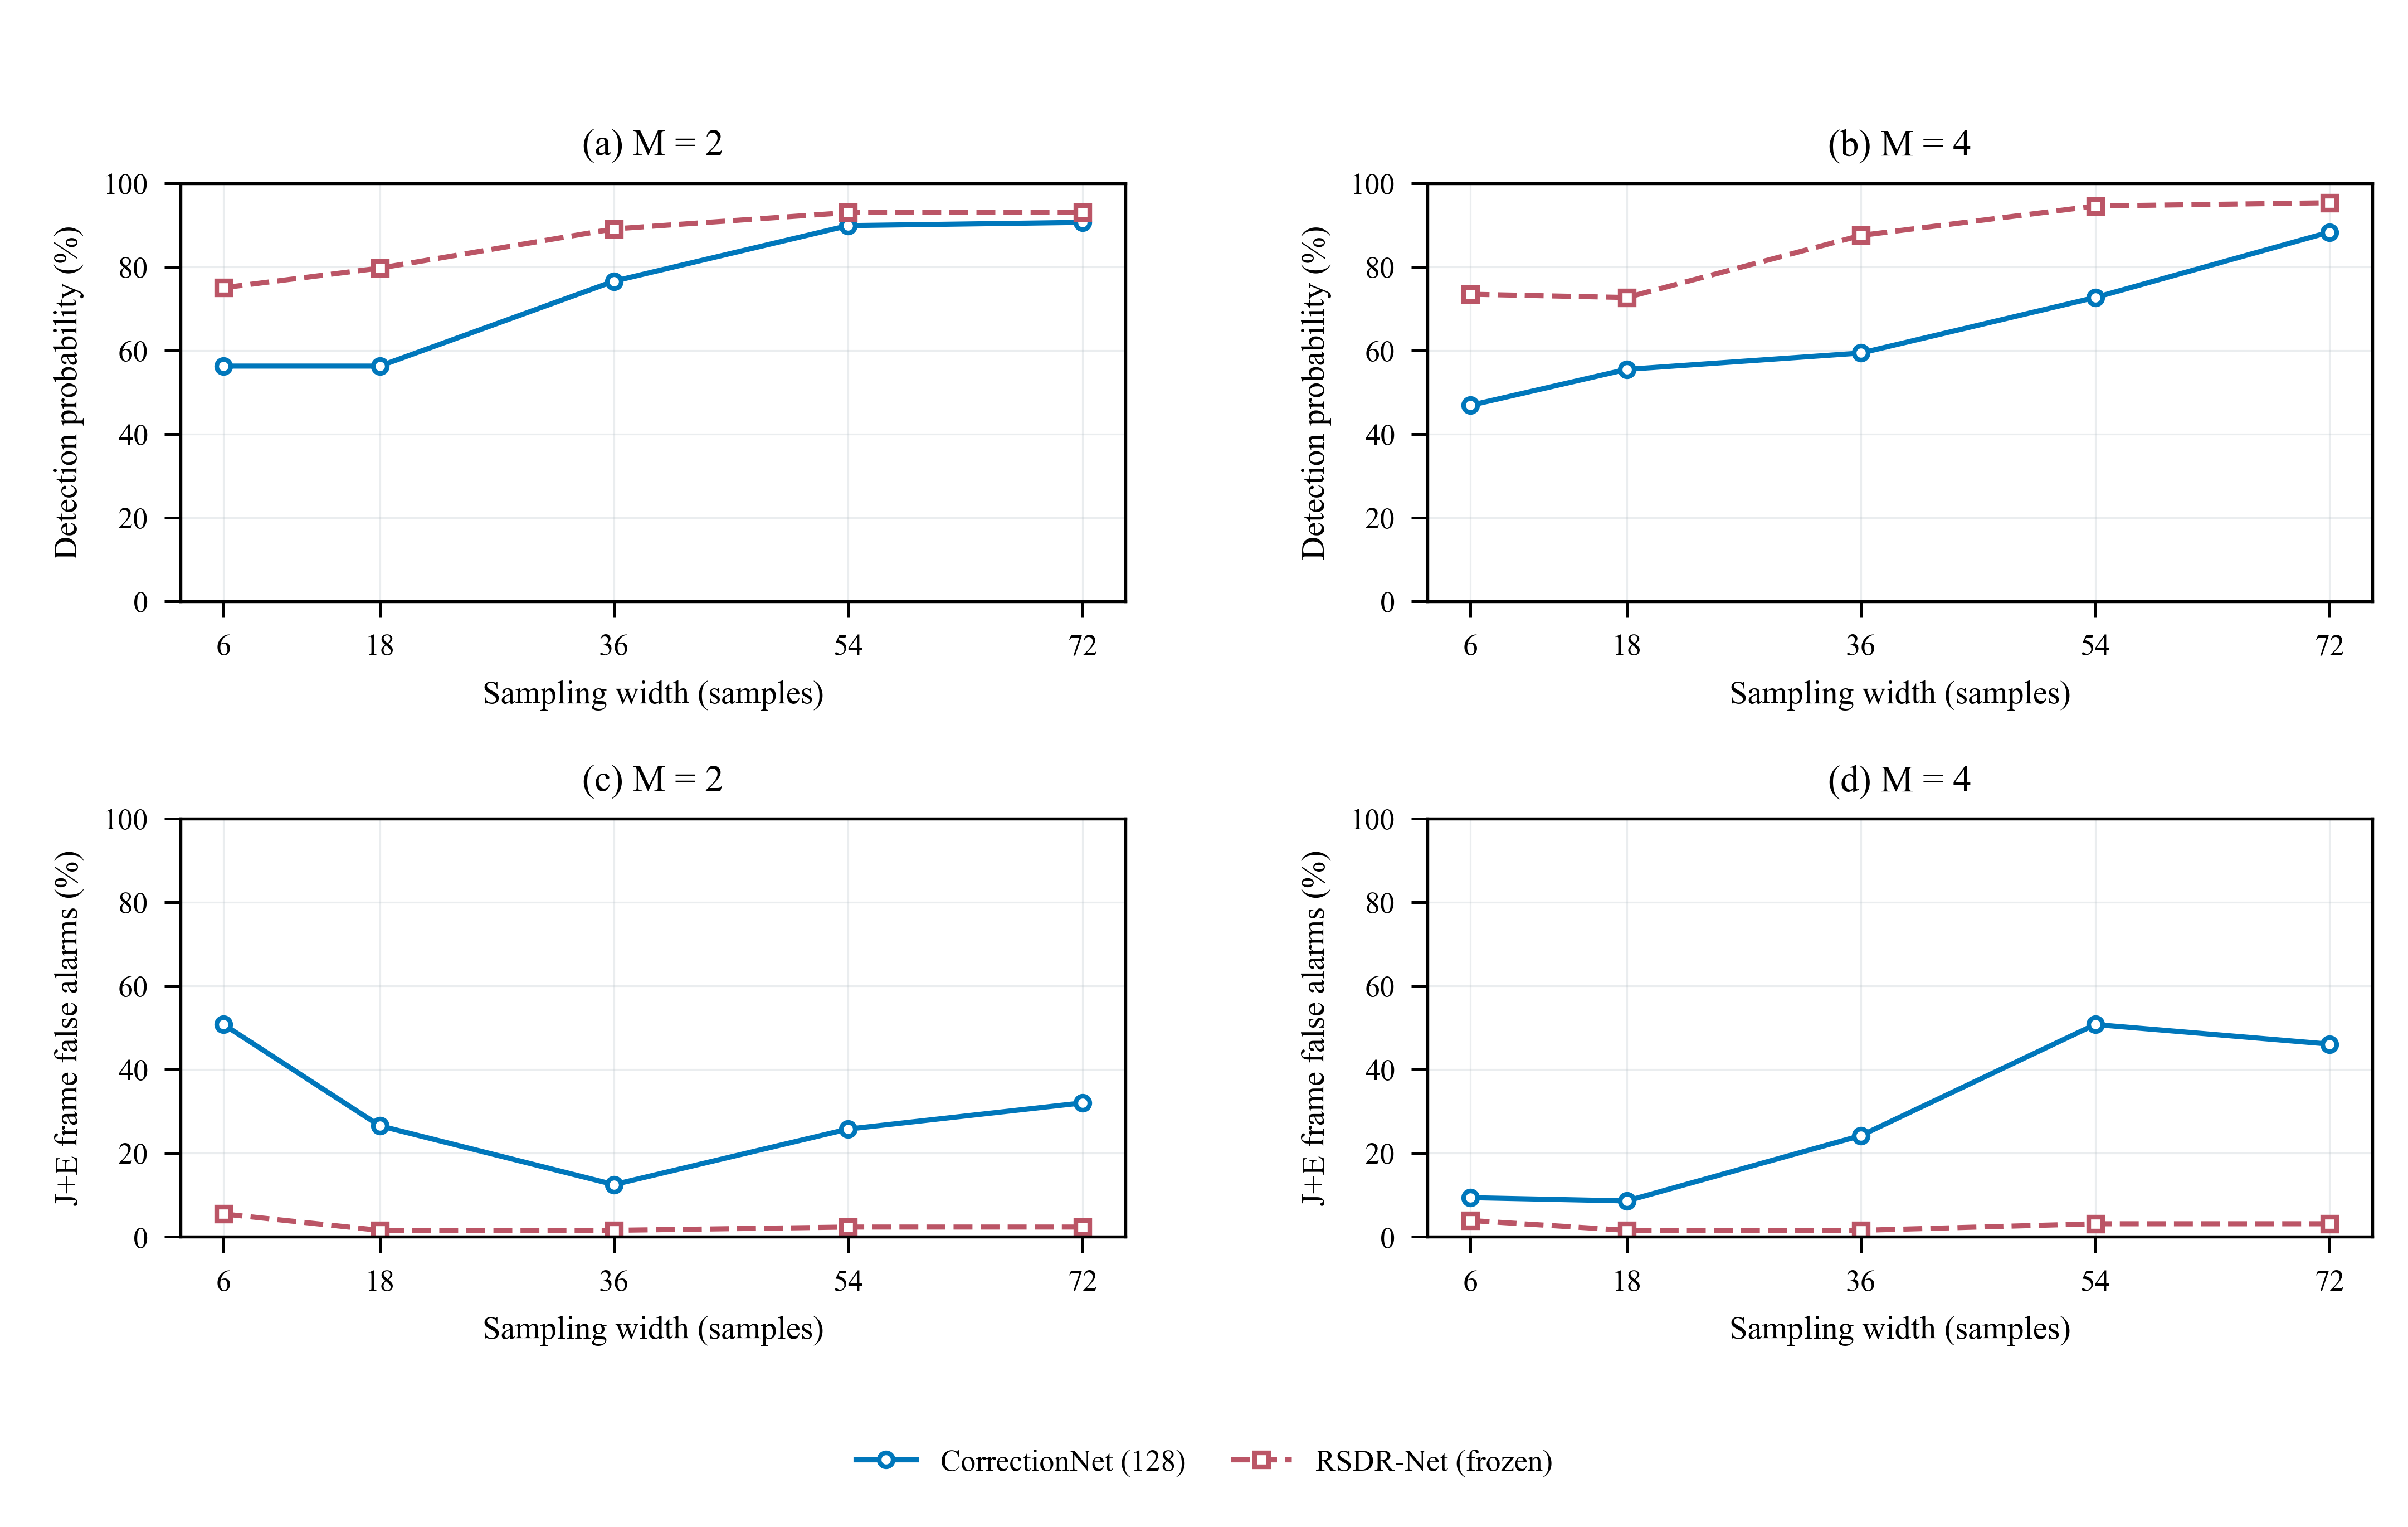 (a) M = 2
Detection probability (%)
100
80
60
40
20
0
6 18 36 54 72
Sampling width (samples)
(b) M = 4
Detection probability (%)
100
80
60
40
20
0
6 18 36 54 72
Sampling width (samples)
(c) M = 2
J+E frame false alarms (%)
100
80
60
40
20
0
6 18 36 54 72
Sampling width (samples)
(d) M = 4
J+E frame false alarms (%)
100
80
60
40
20
0
6 18 36 54 72
Sampling width (samples)
CorrectionNet (128) RSDR-Net (frozen)